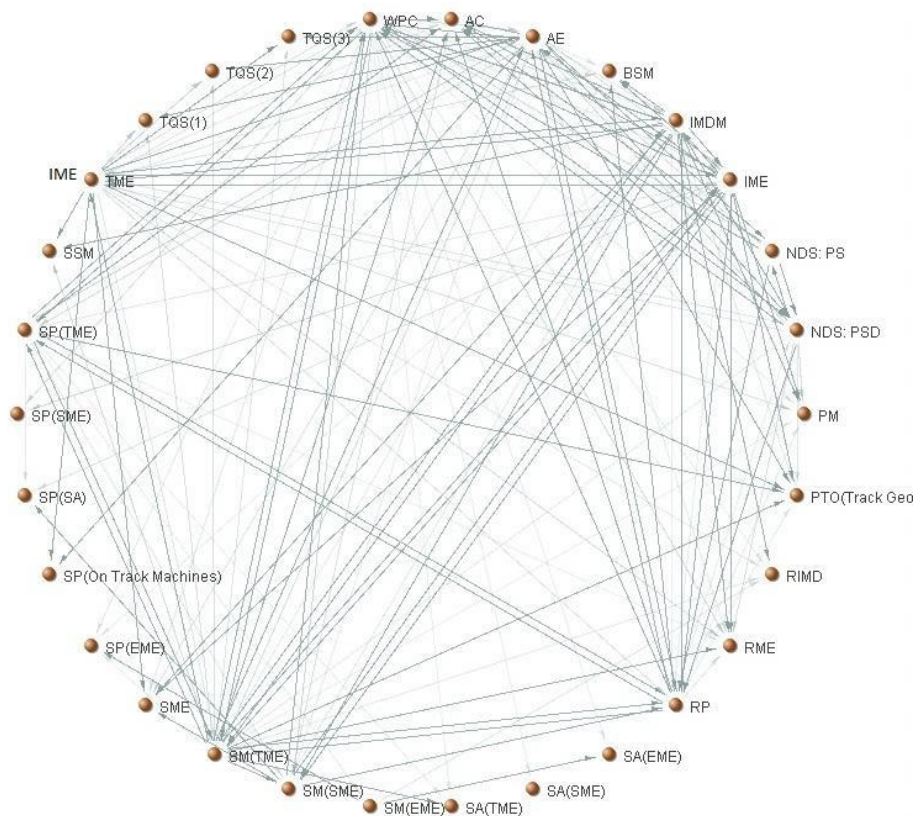 WPC AC
TQS(3) AE
TQS(2) BSM
TQS(1) IMDM
IME TME IME
SSM NDS: PS
SP(TME) NDS: PSD
SP(SME) PM
SP(SA) PTO(Track Geo
SP(On Track Machines) RIMD
SP(EME) RME
SME RP
SM(TME) SA(EME)
SM(SME) SA(SME)
SM(EME) SA(TME)